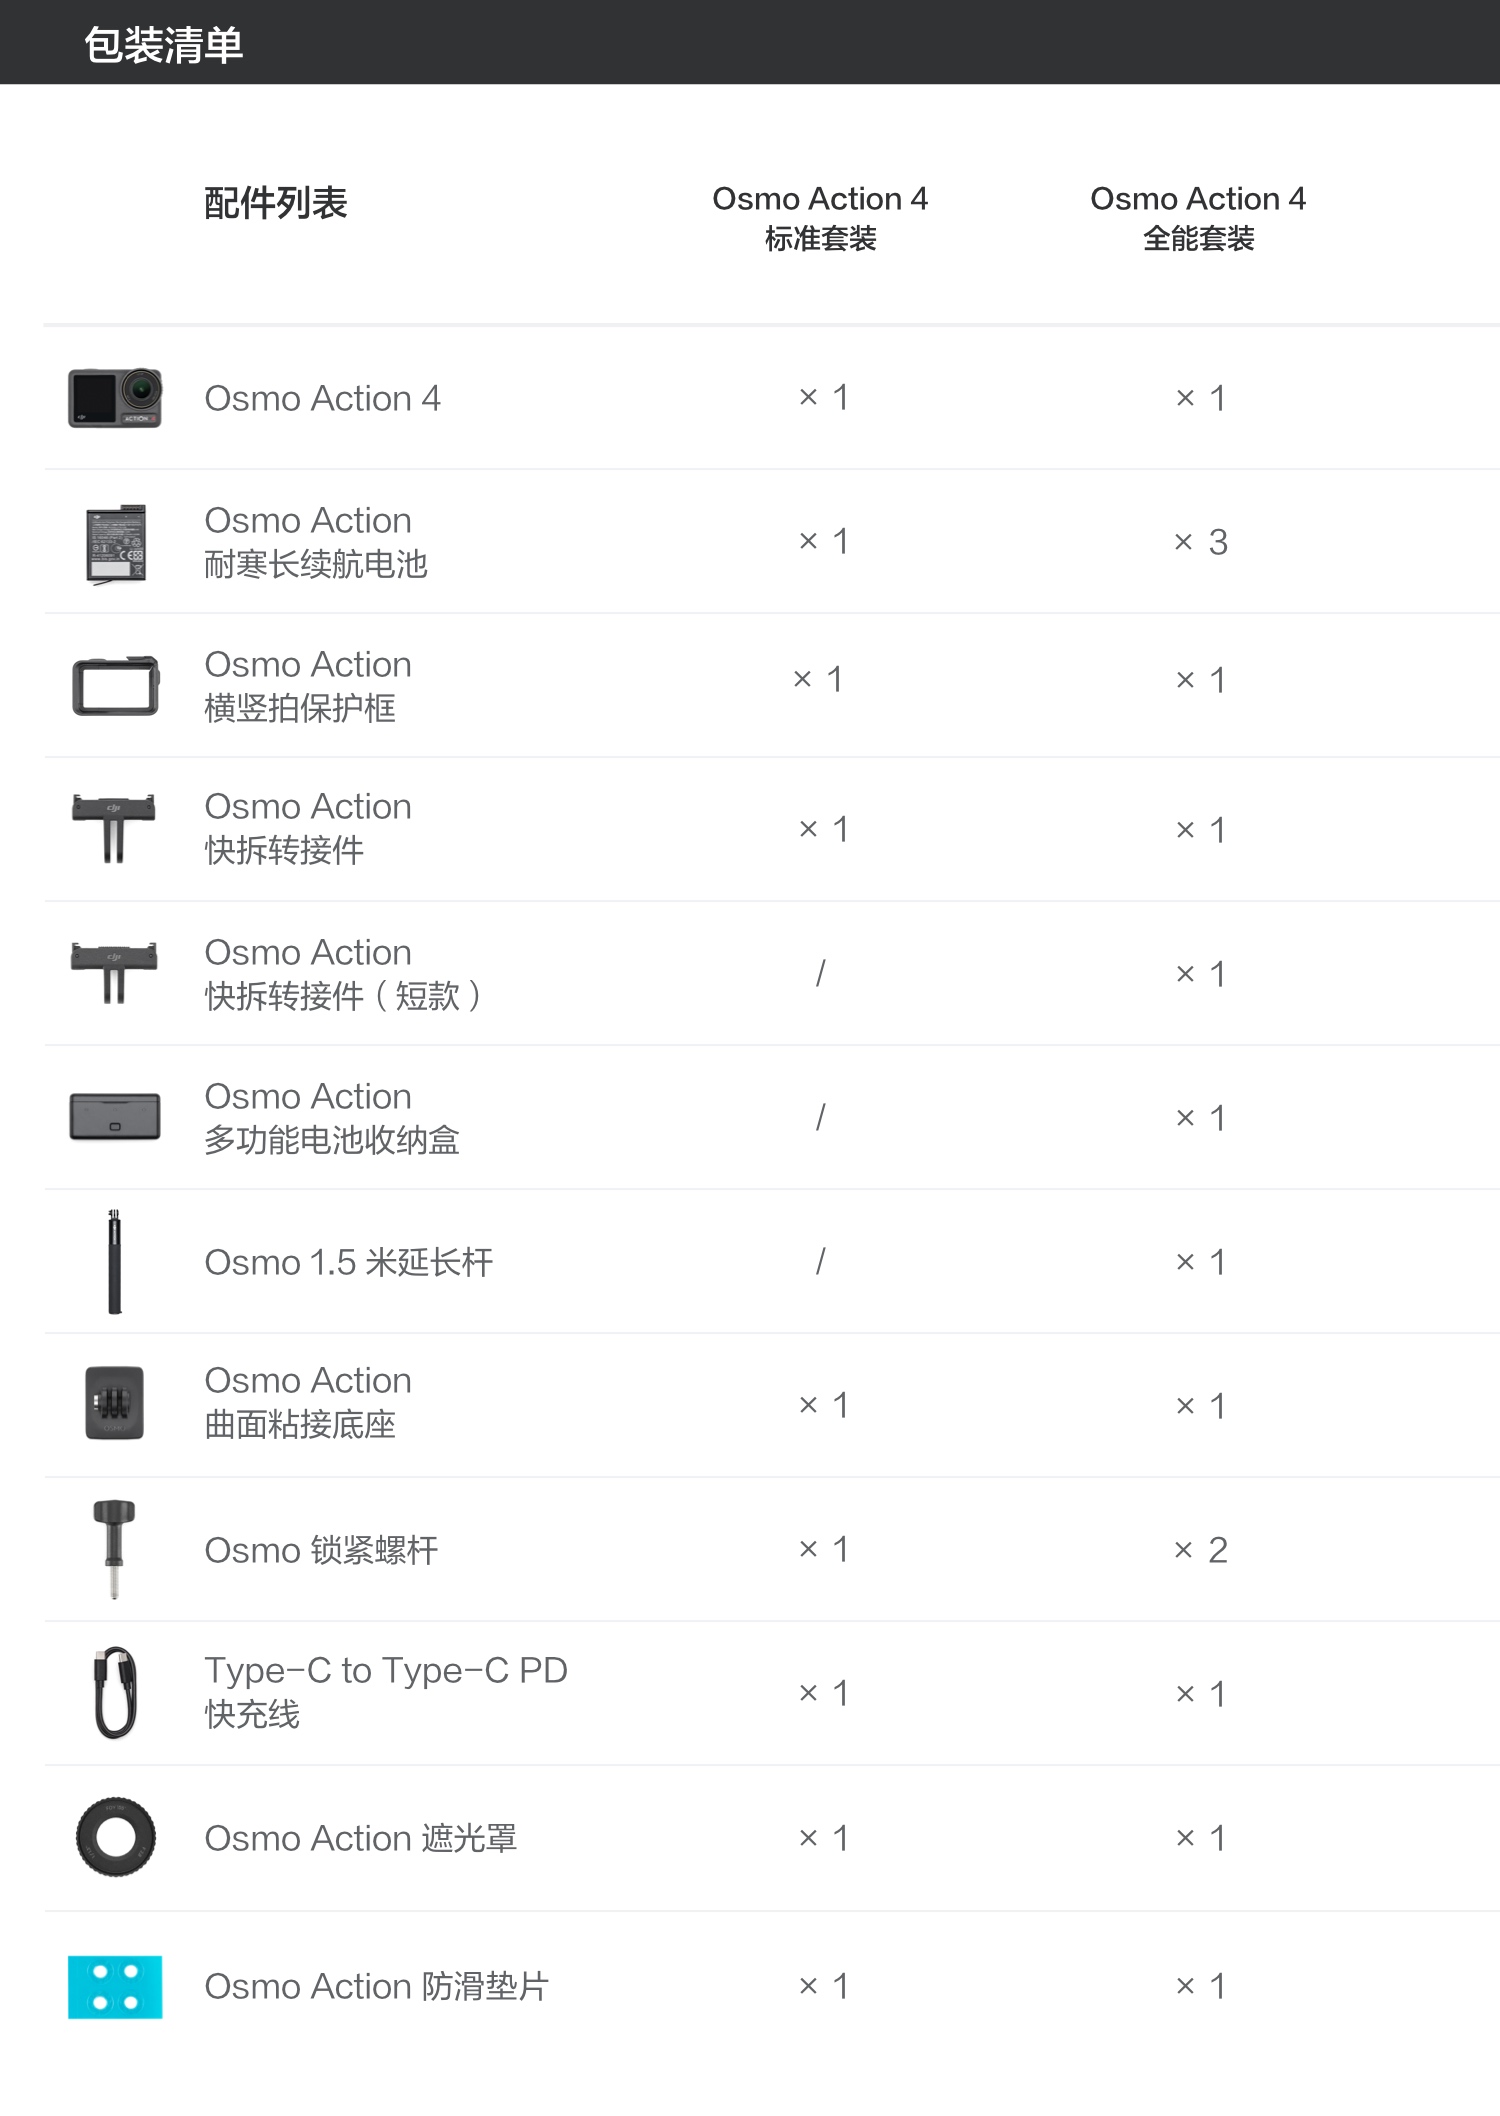 包装清单
配件列表
Osmo Action 4
标准套装
Osmo Action 4
全能套装
Osmo Action 4
× 1
× 1
Osmo Action
耐寒长续航电池
× 1
× 3
Osmo Action
横竖拍保护框
× 1
× 1
Osmo Action
快拆转接件
× 1
× 1
Osmo Action
快拆转接件（短款）
/
× 1
Osmo Action
多功能电池收纳盒
/
× 1
Osmo 1.5 米延长杆
/
× 1
Osmo Action
曲面粘接底座
× 1
× 1
Osmo 锁紧螺杆
× 1
× 2
Type-C to Type-C PD
快充线
× 1
× 1
Osmo Action 遮光罩
× 1
× 1
Osmo Action 防滑垫片
× 1
× 1